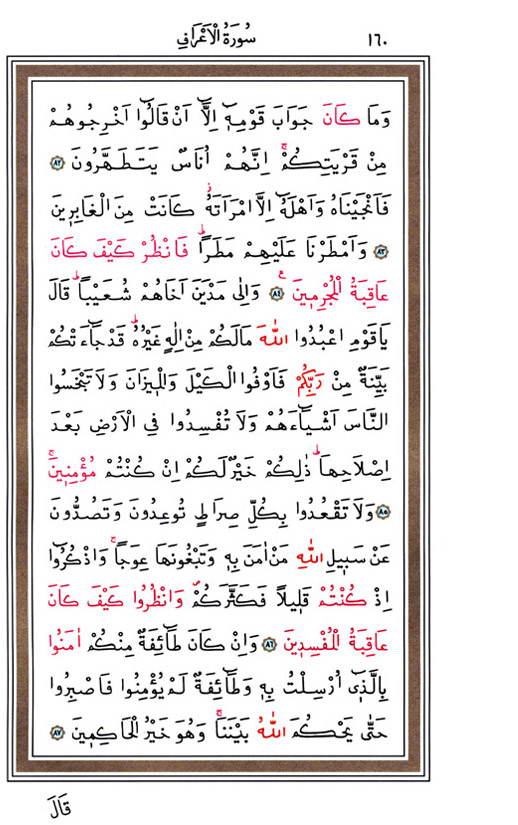 ١٦٠ سُورَةُ الْاَعْرَافِ
وَمَا كَانَ جَوَابَ قَوْمِهٖٓ اِلَّٓا اَنْ قَالُٓوا اَخْرِجُوهُمْ
مِنْ قَرْيَتِكُمْۚ اِنَّهُمْ اُنَاسٌ يَتَطَهَّرُونَ ﴿٨٢﴾
فَاَنْجَيْنَاهُ وَاَهْلَهُٓ اِلَّا امْرَاَتَهُۘ كَانَتْ مِنَ الْغَابِرٖينَ
﴿٨٣﴾ وَاَمْطَرْنَا عَلَيْهِمْ مَطَراًۜ فَانْظُرْ كَيْفَ كَانَ
عَاقِبَةُ الْمُجْرِمٖينَ۟ ﴿٨٤﴾ وَاِلٰى مَدْيَنَ اَخَاهُمْ شُعَيْباًۜ قَالَ
يَاقَوْمِ اعْبُدُوا اللّٰهَ مَالَكُمْ مِنْ اِلٰهٍ غَيْرُهُۜ قَدْ جَٓاءَتْكُمْ
بَيِّنَةٌ مِنْ رَبِّكُمْ فَاَوْفُوا الْكَيْلَ وَالْمٖيزَانَ وَلَا تَبْخَسُوا
النَّاسَ اَشْيَٓاءَهُمْ وَلَا تُفْسِدُوا فِي الْاَرْضِ بَعْدَ
اِصْلَاحِهَاۜ ذٰلِكُمْ خَيْرٌ لَكُمْ اِنْ كُنْتُمْ مُؤْمِنٖينَۚ
﴿٨٥﴾ وَلَا تَقْعُدُوا بِكُلِّ صِرَاطٍ تُوعِدُونَ وَتَصُدُّونَ
عَنْ سَبٖيلِ اللّٰهِ مَنْ اٰمَنَ بِهٖ وَتَبْغُونَهَا عِوَجاًۚ وَاذْكُرُٓوا
اِذْ كُنْتُمْ قَلٖيلاً فَكَثَّرَكُمْۖ وَانْظُرُوا كَيْفَ كَانَ
عَاقِبَةُ الْمُفْسِدٖينَ ﴿٨٦﴾ وَاِنْ كَانَ طَٓائِفَةٌ مِنْكُمْ اٰمَنُوا
بِالَّذٖٓي اُرْسِلْتُ بِهٖ وَطَٓائِفَةٌ لَمْ يُؤْمِنُوا فَاصْبِرُوا
حَتّٰى يَحْكُمَ اللّٰهُ بَيْنَنَاۚ وَهُوَ خَيْرُ الْحَاكِمٖينَ ﴿٨٧﴾
قَالَ